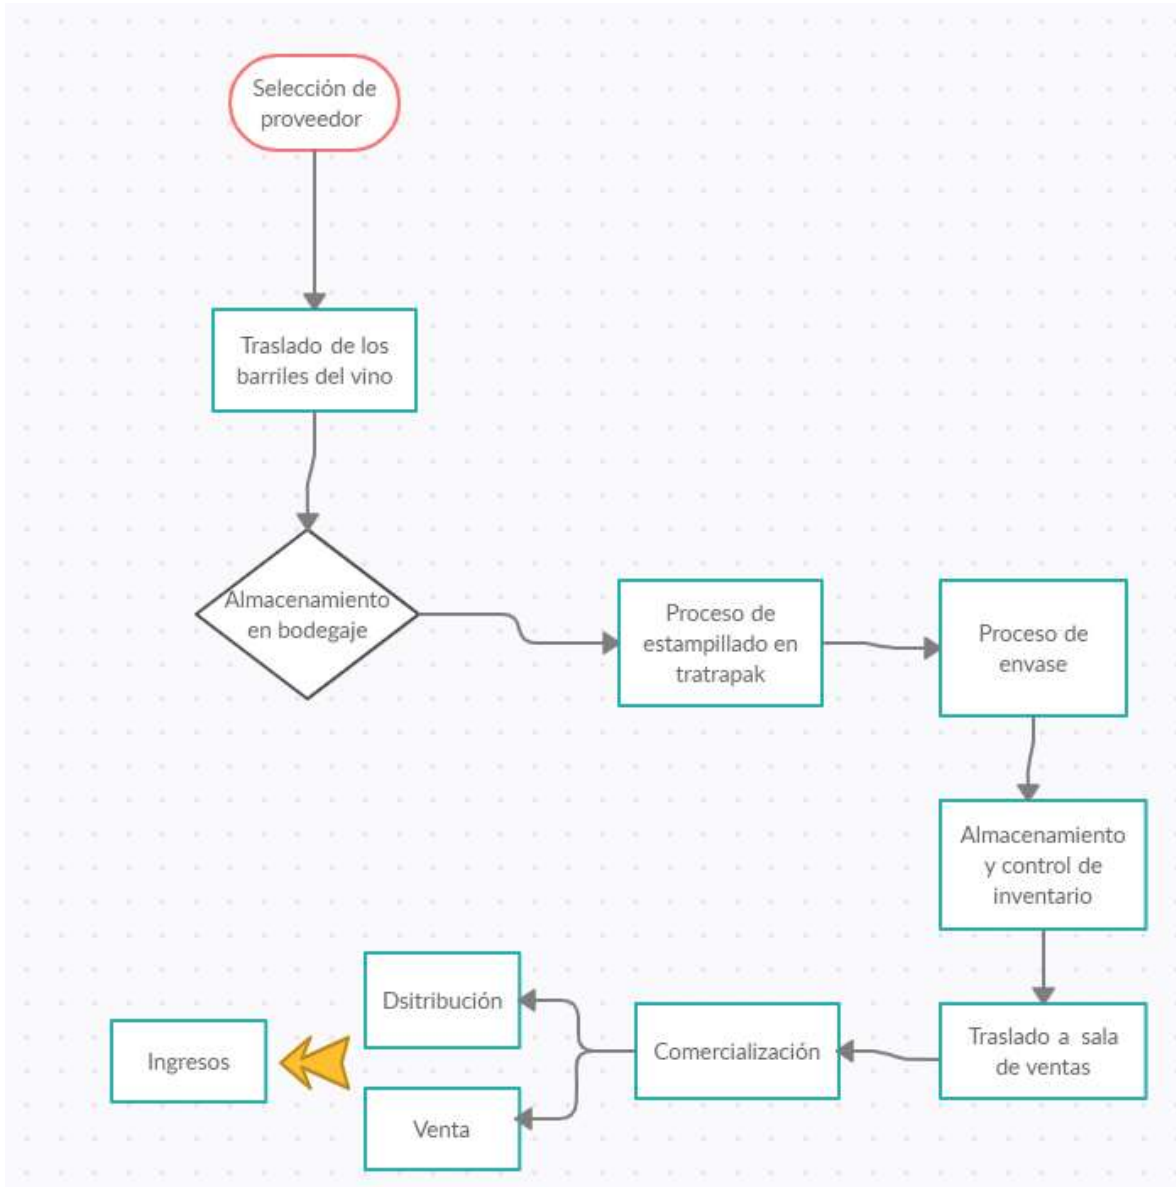 Selección de
proveedor
Traslado de los
barriles del vino
Almacenamiento
en bodegaje
Proceso de
estampillado en
tratrapak
Proceso de
envase
Almacenamiento
y control de
inventario
Traslado a sala
de ventas
Comercialización
Dsitribución
Venta
Ingresos